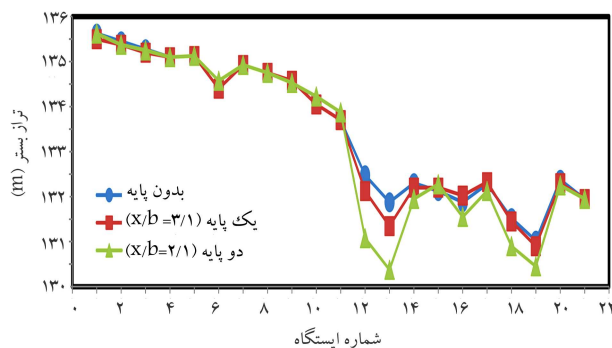 ۱۳۶
۱۳۵
۱۳۴
۱۳۳
۱۳۲
۱۳۱
۱۳۰
تراز بستر (m)
بدون پایه
یک پایه (x/b =۳/۱)
دو پایه (x/b=۲/۱)
۰ ۲ ۴ ۶ ۸ ۱۰ ۱۲ ۱۴ ۱۶ ۱۸ ۲۰ ۲۲
شماره ایستگاه